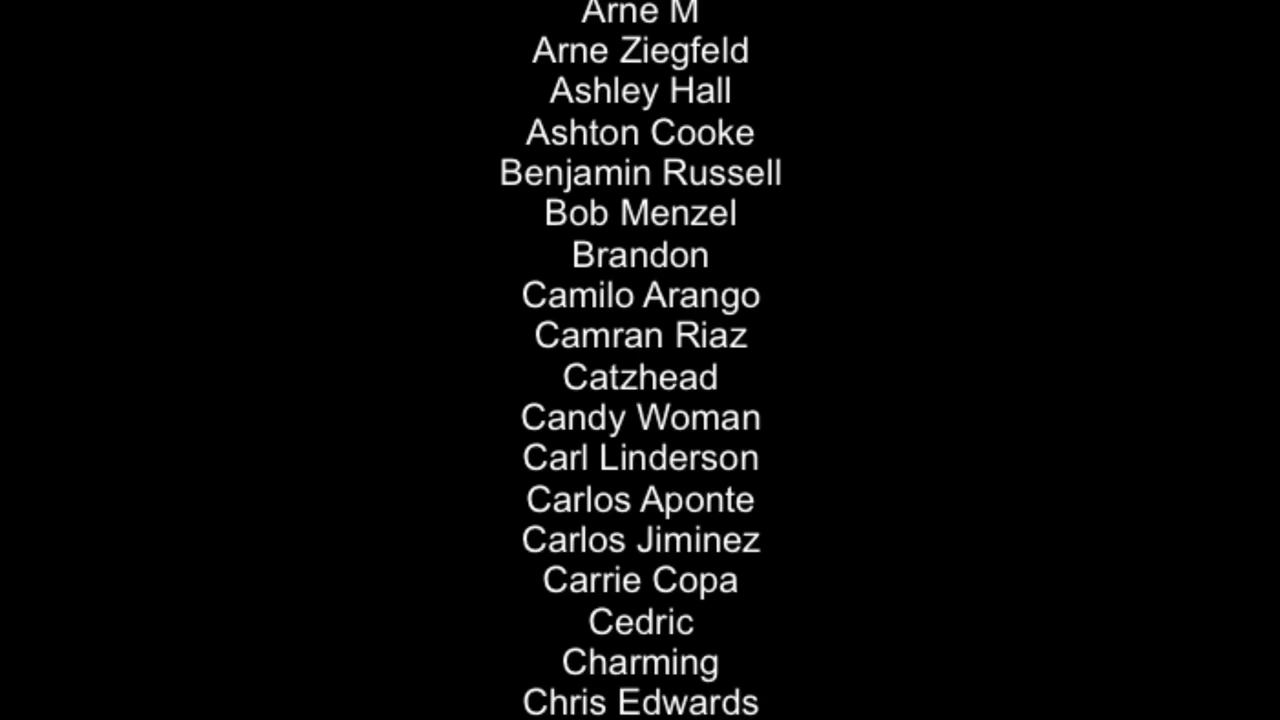 Arne M
Arne Ziegfeld
Ashley Hall
Ashton Cooke
Benjamin Russell
Bob Menzel
Brandon
Camilo Arango
Camran Riaz
Catzhead
Candy Woman
Carl Linderson
Carlos Aponte
Carlos Jiminez
Carrie Copa
Cedric
Charming
Chris Edwards